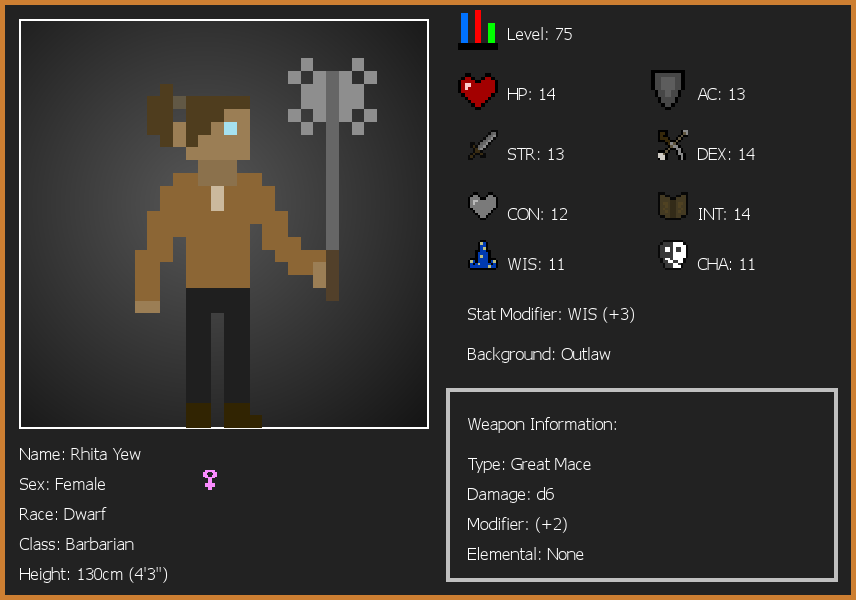 Level: 75
HP: 14
AC: 13
STR: 13
DEX: 14
CON: 12
INT: 14
WIS: 11
CHA: 11
Stat Modifier: WIS (+3)
Background: Outlaw
Weapon Information:
Type: Great Mace
Damage: d6
Modifier: (+2)
Elemental: None
Name: Rhita Yew
Sex: Female
Race: Dwarf
Class: Barbarian
Height: 130cm (4'3")